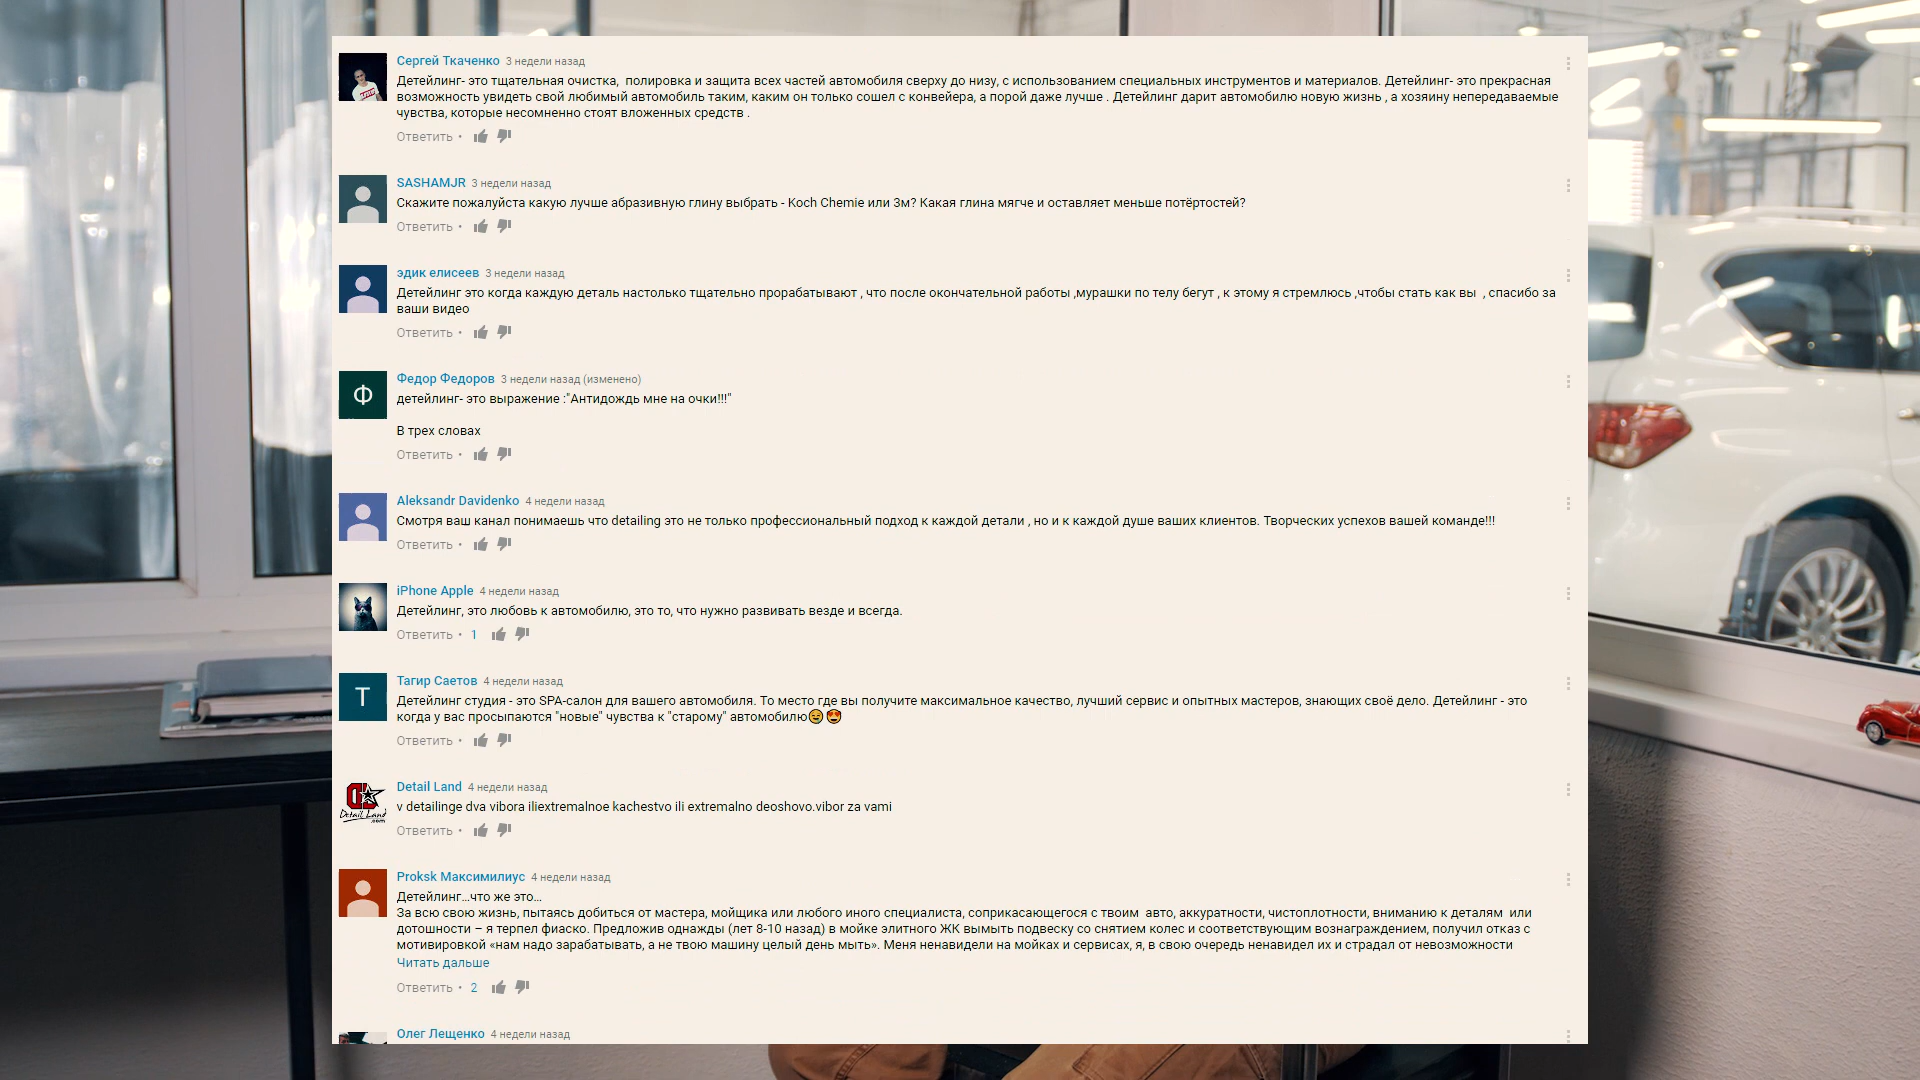 Сергей Ткаченко 3 недели назад
Детейлинг- это тщательная очистка,  полировка и защита всех частей автомобиля сверху до низу, с использованием специальных инструментов и материалов. Детейлинг- это прекрасная
возможность увидеть свой любимый автомобиль таким, каким он только сошел с конвейера, а порой даже лучше . Детейлинг дарит автомобилю новую жизнь , а хозяину непередаваемые
чувства, которые несомненно стоят вложенных средств .
Ответить •
SASHAMJR 3 недели назад
Скажите пожалуйста какую лучше абразивную глину выбрать - Koch Chemie или 3м? Какая глина мягче и оставляет меньше потёртостей?
Ответить •
эдик елисеев 3 недели назад
Детейлинг это когда каждую деталь настолько тщательно прорабатывают , что после окончательной работы ,мурашки по телу бегут , к этому я стремлюсь ,чтобы стать как вы  , спасибо за
ваши видео
Ответить •
Ф
Федор Федоров 3 недели назад (изменено)
детейлинг- это выражение :"Антидождь мне на очки!!!"
В трех словах
Ответить •
Aleksandr Davidenko 4 недели назад
Смотря ваш канал понимаешь что detailing это не только профессиональный подход к каждой детали , но и к каждой душе ваших клиентов. Творческих успехов вашей команде!!!
Ответить •
iPhone Apple 4 недели назад
Детейлинг, это любовь к автомобилю, это то, что нужно развивать везде и всегда.
Ответить • 1
Т
Тагир Саетов 4 недели назад
Детейлинг студия - это SPA-салон для вашего автомобиля. То место где вы получите максимальное качество, лучший сервис и опытных мастеров, знающих своё дело. Детейлинг - это
когда у вас просыпаются "новые" чувства к "старому" автомобилю😉😍
Ответить •
Detail Land
.com
Detail Land 4 недели назад
v detailinge dva vibora iliextremalnoe kachestvo ili extremalno deoshovo.vibor za vami
Ответить •
Proksk Максимилиус 4 недели назад
Детейлинг...что же это...
За всю свою жизнь, пытаясь добиться от мастера, мойщика или любого иного специалиста, соприкасающегося с твоим  авто, аккуратности, чистоплотности, вниманию к деталям  или
дотошности – я терпел фиаско. Предложив однажды (лет 8-10 назад) в мойке элитного ЖК вымыть подвеску со снятием колес и соответствующим вознаграждением, получил отказ с
мотивировкой «нам надо зарабатывать, а не твою машину целый день мыть». Меня ненавидели на мойках и сервисах, я, в свою очередь ненавидел их и страдал от невозможности
Читать дальше
Ответить • 2
Олег Лещенко 4 недели назад